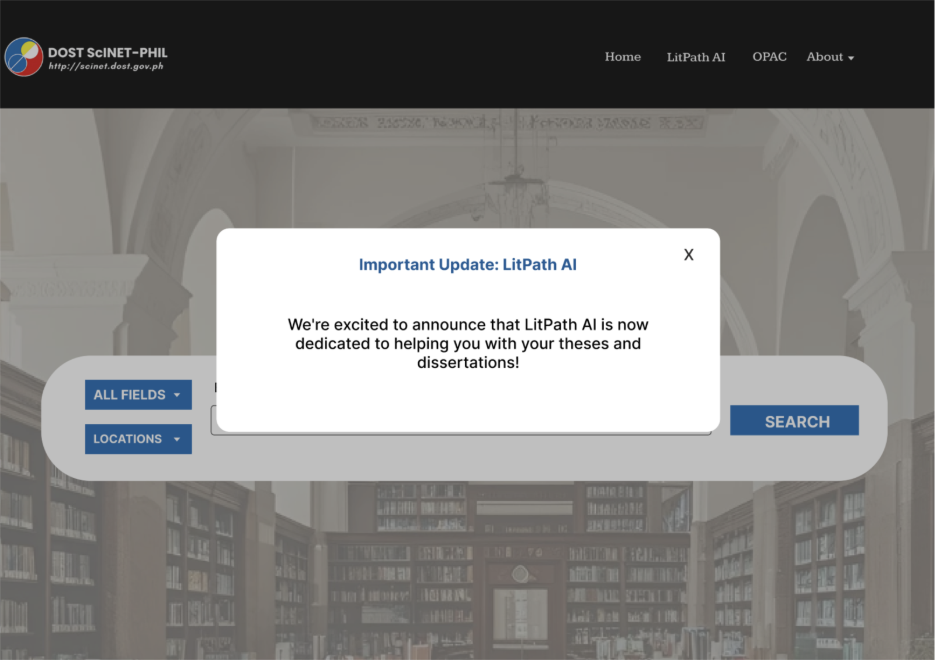 DOST ScINET-PHIL
http://scinet.dost.gov.ph
Home LitPath AI OPAC About
X
Important Update: LitPath AI
We're excited to announce that LitPath AI is now
dedicated to helping you with your theses and
dissertations!
ALL FIELDS
LOCATIONS
SEARCH